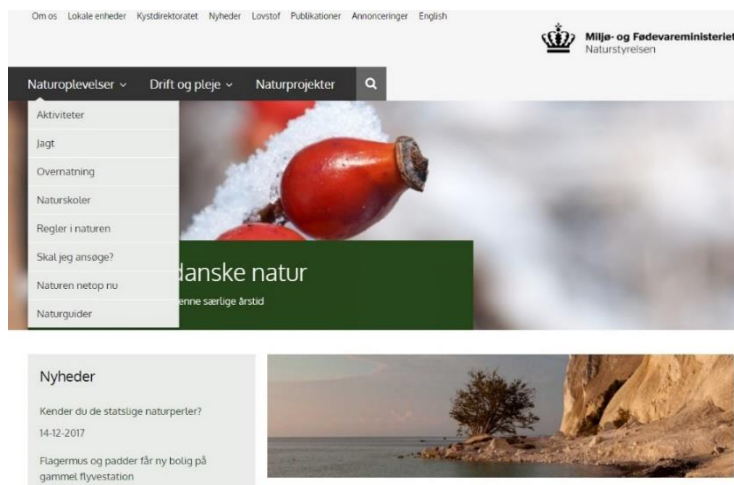 Om os Lokale enheder Kystdirektoratet Nyheder Lovstof Publikationer Annonceringer English
Miljø- og Fødevareministeriet
Naturstyrelsen
Naturoplevelser Drift og pleje Naturprojekter
Aktiviteter
Jagt
Overnatning
Naturskoler
Regler i naturen
Skal jeg ansøge?
Naturen netop nu
Naturguider
danske natur
enne særlige årstid
Nyheder
Kender du de statslige naturperler?
14-12-2017
Flagermus og padder får ny bolig på
gammel flyvestation